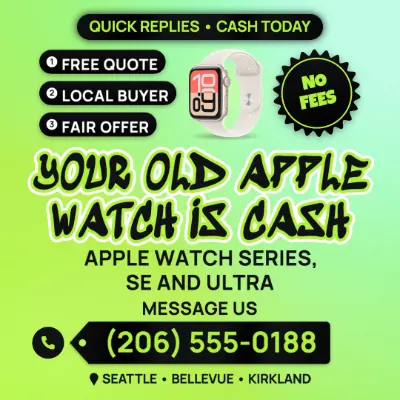 QUICK REPLIES • CASH TODAY
1 FREE QUOTE
2 LOCAL BUYER
3 FAIR OFFER
10
NO
FEES
YOUR OLD APPLE
WATCH IS CASH
APPLE WATCH SERIES,
SE AND ULTRA
MESSAGE US
(206) 555-0188
SEATTLE • BELLEVUE • KIRKLAND